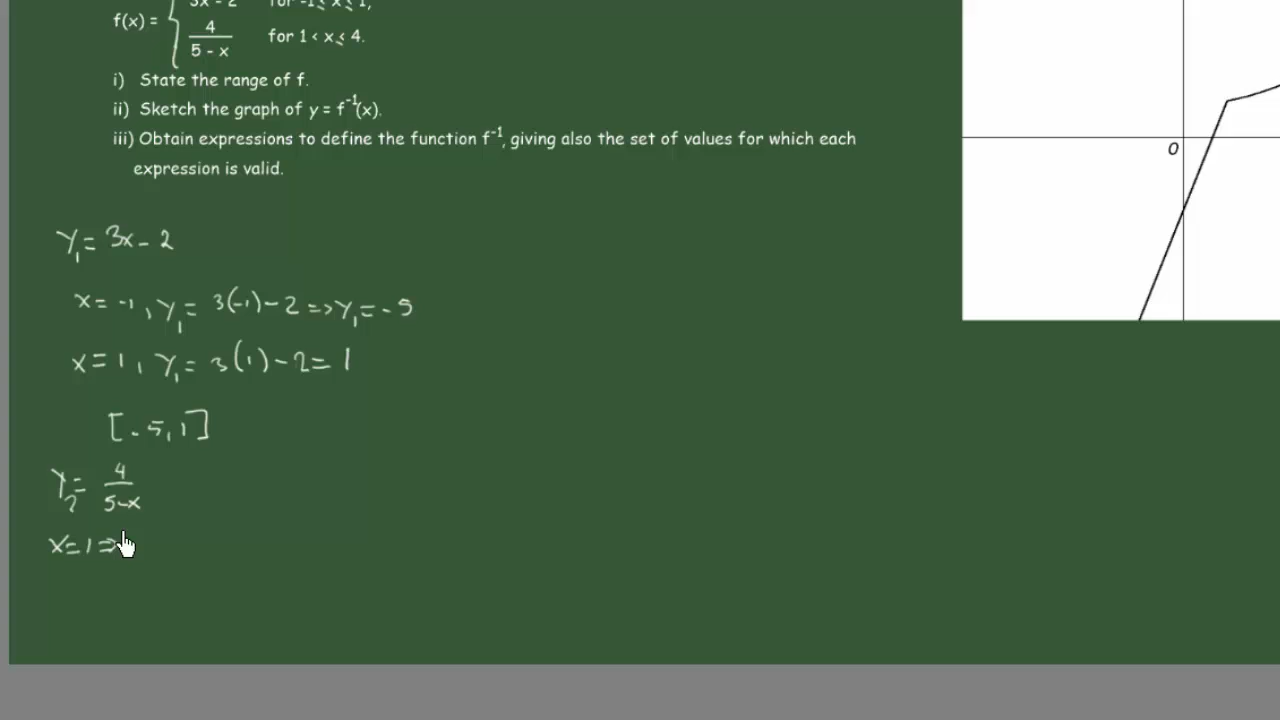 3x - 2 for -1 ≤ x ≤ 1,
f(x) =
4
5 - x for 1 < x ≤ 4.
i) State the range of f.
ii) Sketch the graph of y = f⁻¹(x).
iii) Obtain expressions to define the function f⁻¹, giving also the set of values for which each
expression is valid.
O
y₁ = 3x - 2
x = -1, y₁ = 3(-1) - 2 => y₁ = -5
x = 1, y₁ = 3(1) - 2 = 1
[-5, 1]
y₂ = 4
5-x
x = 1 =>